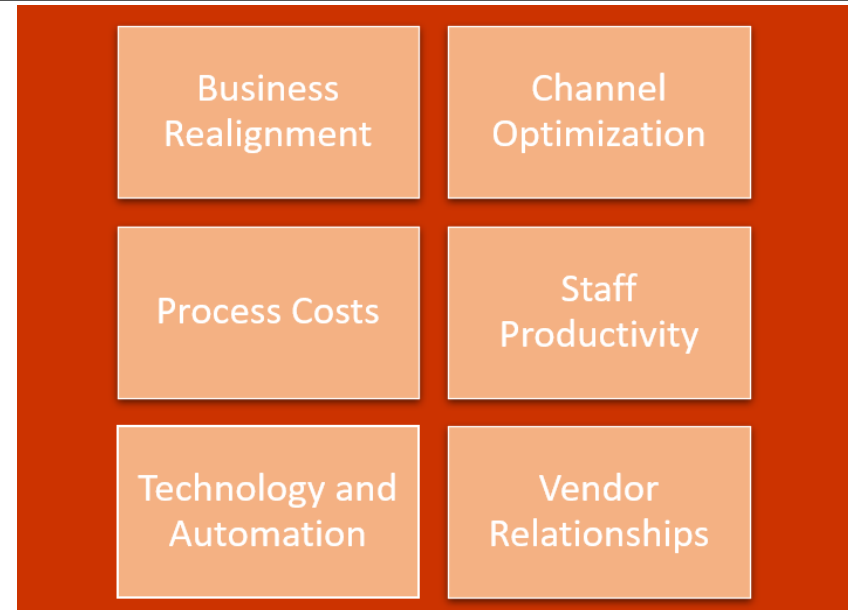 Business
Realignment
Channel
Optimization
Process Costs
Staff
Productivity
Technology and
Automation
Vendor
Relationships